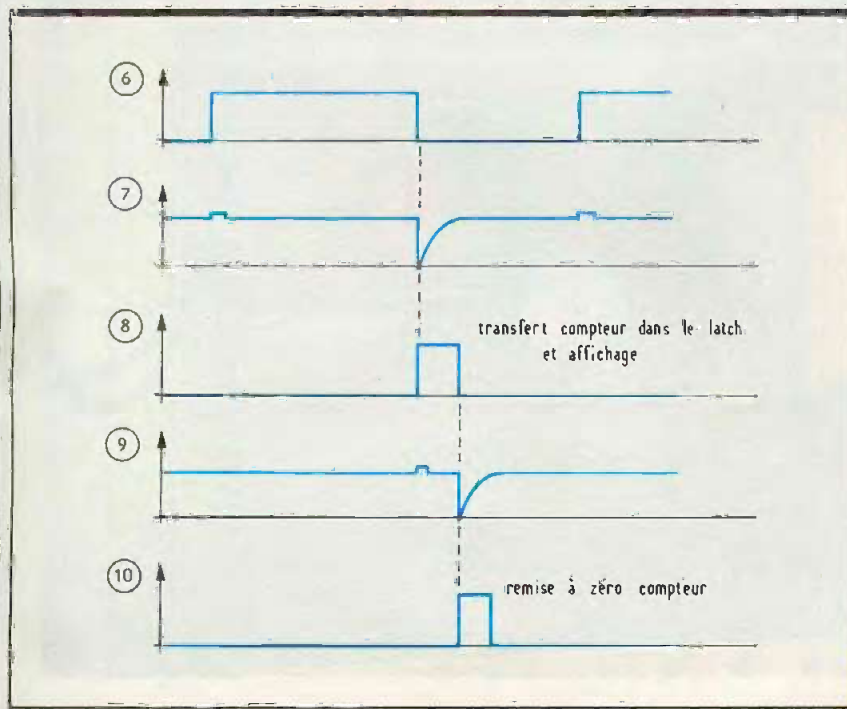 6
7
8
transfert compteur dans le latch
et affichage
9
10
remise à zéro compteur